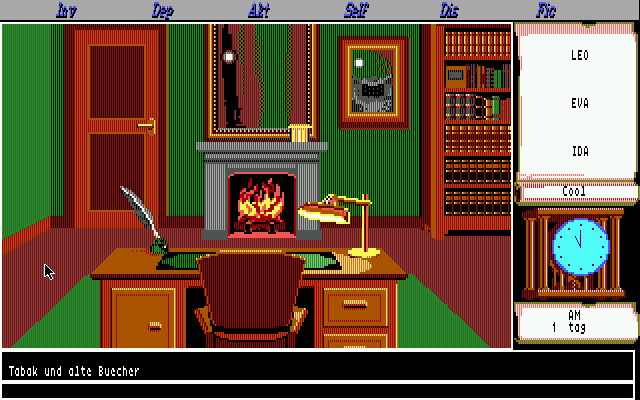 Inv Dep Akt Self Dis Fic
LEO
EVA
IDA
Cool
AM
1 tag
Tabak und alte Buecher